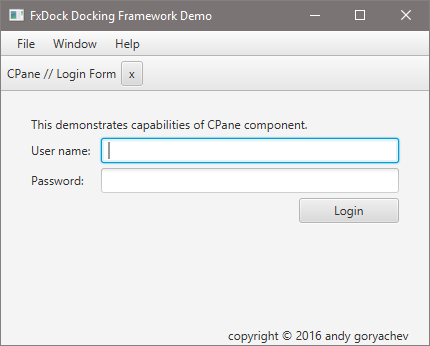 FxDock Docking Framework Demo
File Window Help
CPane // Login Form x
This demonstrates capabilities of CPane component.
User name:
Password:
Login
copyright © 2016 andy goryachev